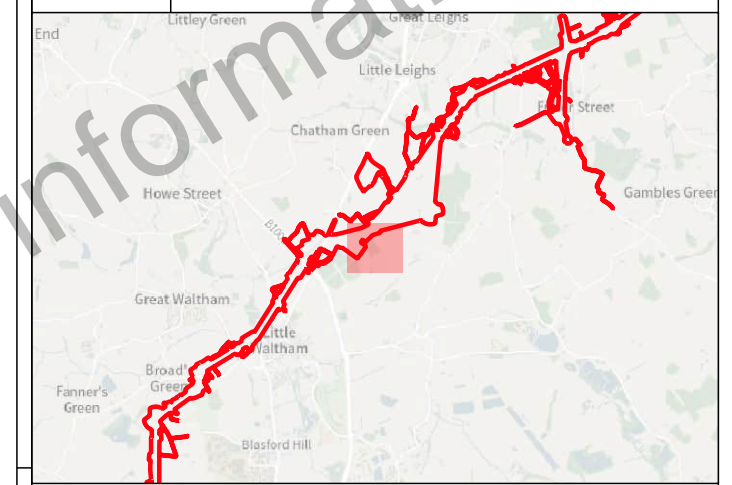 Littley Green
Great Leighs
End
Little Leighs
Street
Chatham Green
Howe Street
Gambles Green
Great Waltham
Little
Waltham
Broad's
Green
Fanner's
Green
Blasford Hill